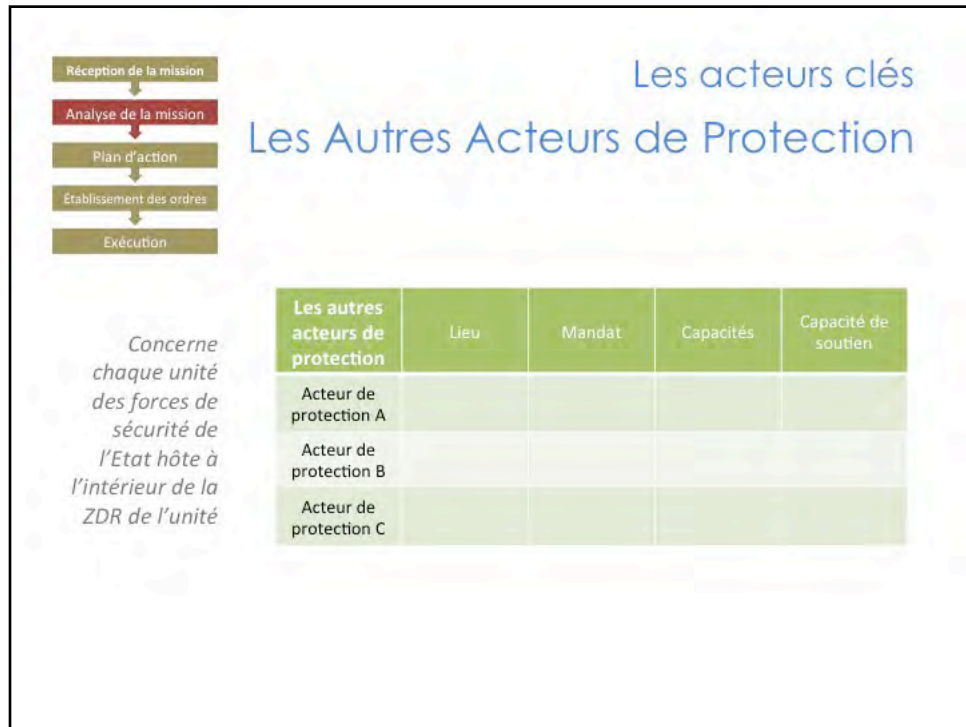 Réception de la mission
Analyse de la mission
Plan d'action
Établissement des ordres
Exécution
Les acteurs clés
Les Autres Acteurs de Protection
Concerne
chaque unité
des forces de
sécurité de
l'Etat hôte à
l'intérieur de la
ZDR de l'unité
Les autres
acteurs de
protection
Lieu
Mandat
Capacités
Capacité de
soutien
Acteur de
protection A
Acteur de
protection B
Acteur de
protection C